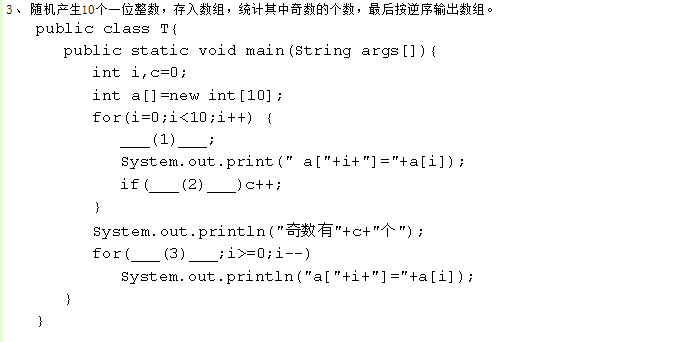 3、随机产生10个一位整数，存入数组，统计其中奇数的个数，最后按逆序输出数组。
public class T{
public static void main(String args[]){
int i,c=0;
int a[]=new int[10];
for(i=0;i<10;i++) {
___(1)___;
System.out.print(" a["+i+"]="+a[i]);
if(___(2)___)c++;
}
System.out.println("奇数有"+c+"个");
for(___(3)___;i>=0;i--)
System.out.println("a["+i+"]="+a[i]);
}
}